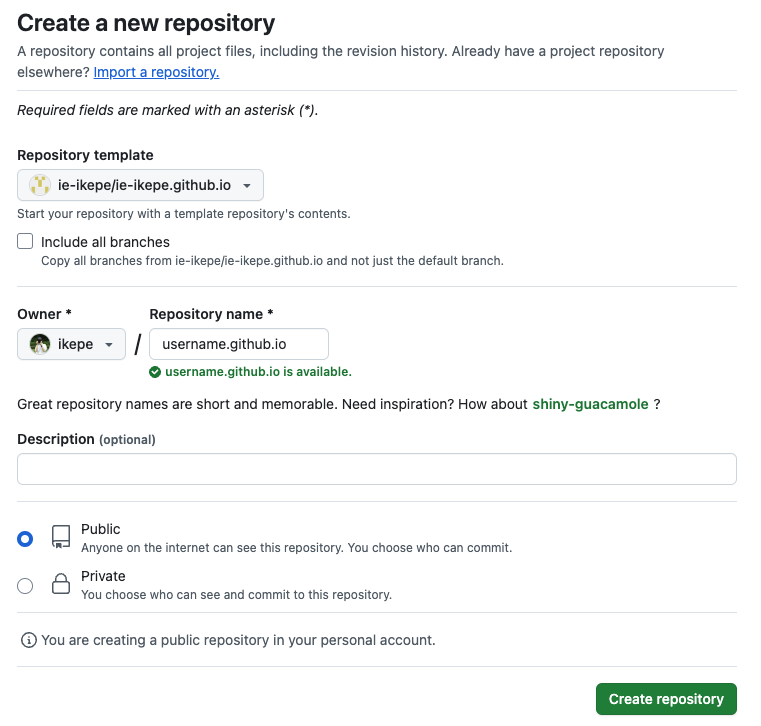 Create a new repository
A repository contains all project files, including the revision history. Already have a project repository
elsewhere? Import a repository.
Required fields are marked with an asterisk (*).
Repository template
ie-ikepe/ie-ikepe.github.io
Start your repository with a template repository's contents.
Include all branches
Copy all branches from ie-ikepe/ie-ikepe.github.io and not just the default branch.
Owner * Repository name *
ikepe / username.github.io
username.github.io is available.
Great repository names are short and memorable. Need inspiration? How about shiny-guacamole ?
Description (optional)
Public
Anyone on the internet can see this repository. You choose who can commit.
Private
You choose who can see and commit to this repository.
You are creating a public repository in your personal account.
Create repository